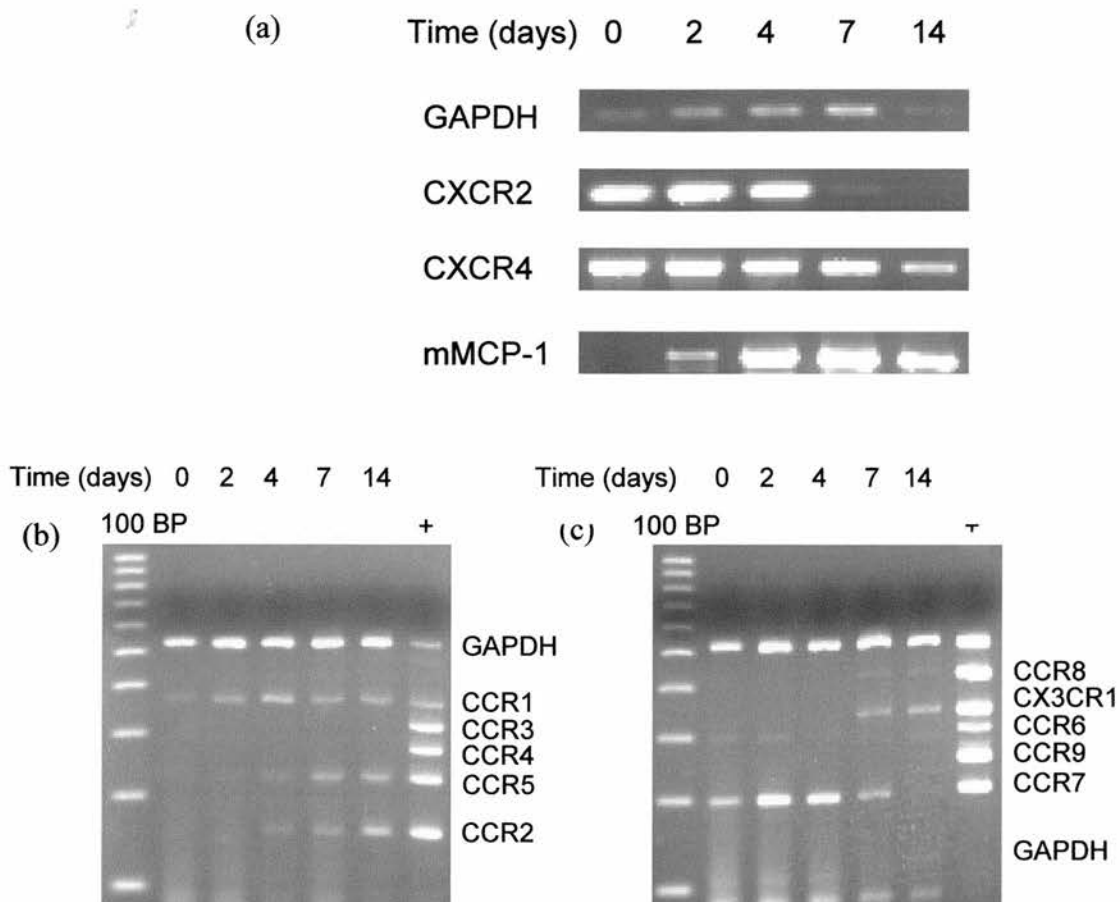 (a) Time (days) 0 2 4 7 14
GAPDH
CXCR2
CXCR4
mMCP-1
Time (days) 0 2 4 7 14
(b) 100 BP +
GAPDH
CCR1
CCR3
CCR4
CCR5
CCR2
Time (days) 0 2 4 7 14
(c) 100 BP +
CCR8
CX3CR1
CCR6
CCR9
CCR7
GAPDH